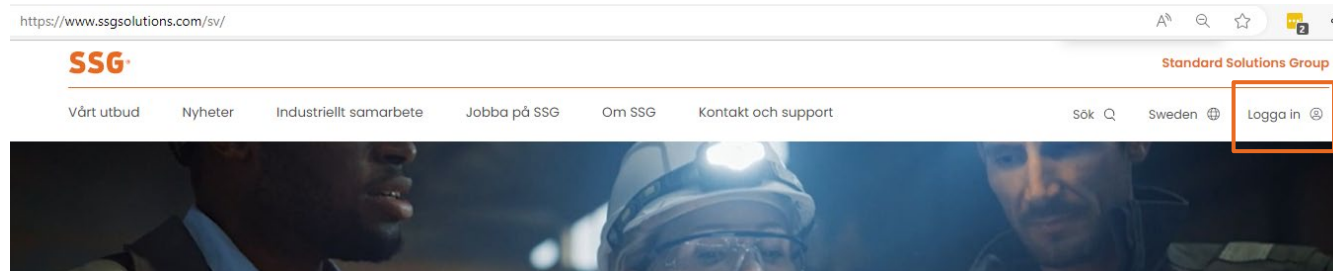 https://www.ssgsolutions.com/sv/
2
SSG
Standard Solutions Group
Vårt utbud Nyheter Industriellt samarbete Jobba på SSG Om SSG Kontakt och support Sök Sweden Logga in